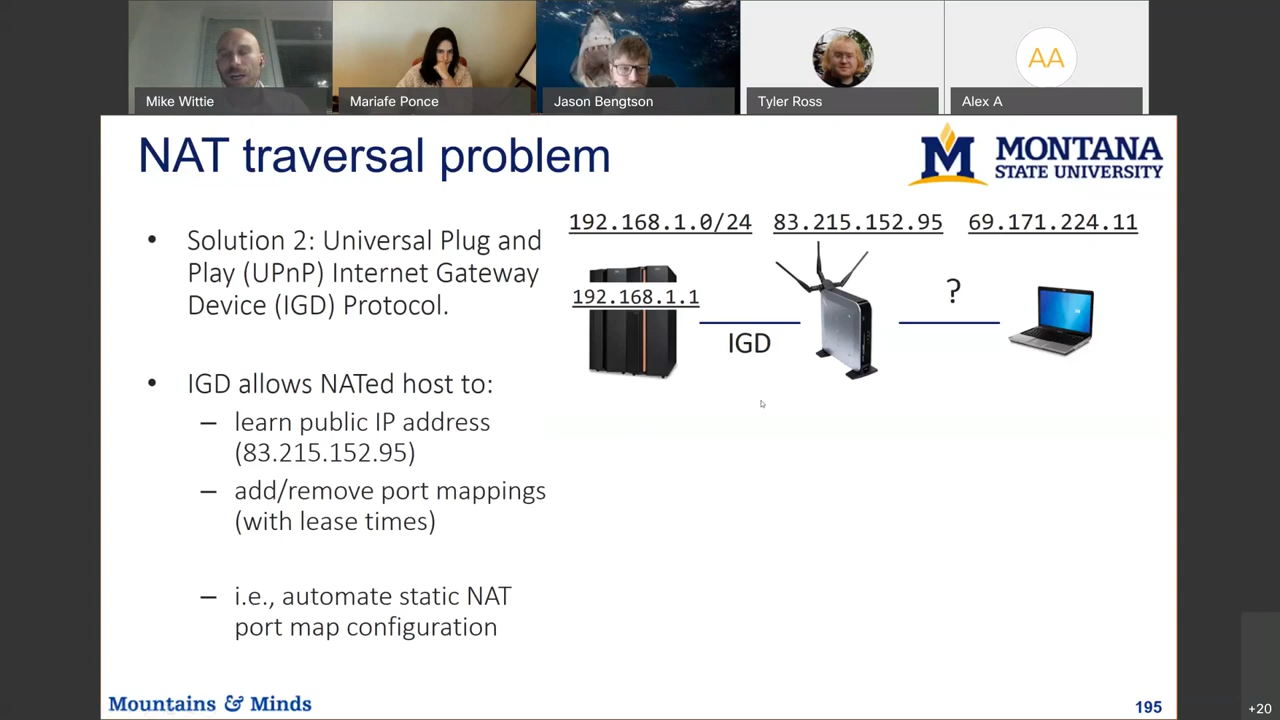 Mike Wittie
Mariafe Ponce
Jason Bengtson
Tyler Ross
AA
Alex A
NAT traversal problem
M
MONTANA
STATE UNIVERSITY
• Solution 2: Universal Plug and
Play (UPnP) Internet Gateway
Device (IGD) Protocol.
• IGD allows NATed host to:
– learn public IP address
(83.215.152.95)
– add/remove port mappings
(with lease times)
– i.e., automate static NAT
port map configuration
192.168.1.0/24
83.215.152.95
69.171.224.11
192.168.1.1
IGD
?
Mountains & Minds
195
+20